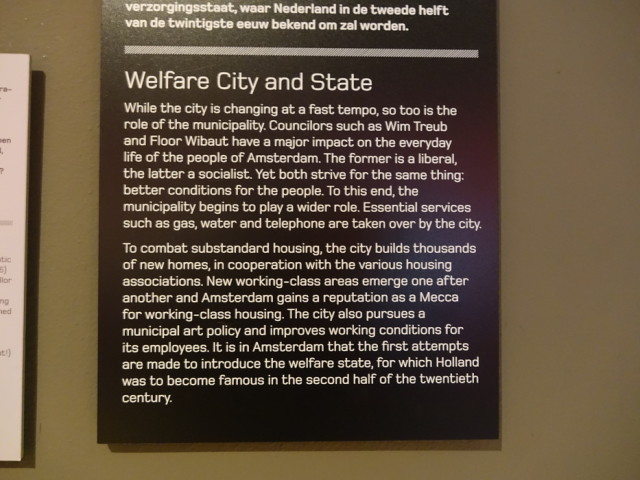 verzorgingsstaat, waar Nederland in de tweede helft
van de twintigste eeuw bekend om zal worden.
Welfare City and State
While the city is changing at a fast tempo, so too is the
role of the municipality. Councilors such as Wim Treub
and Floor Wibaut have a major impact on the everyday
life of the people of Amsterdam. The former is a liberal,
the latter a socialist. Yet both strive for the same thing:
better conditions for the people. To this end, the
municipality begins to play a wider role. Essential services
such as gas, water and telephone are taken over by the city.
To combat substandard housing, the city builds thousands
of new homes, in cooperation with the various housing
associations. New working-class areas emerge one after
another and Amsterdam gains a reputation as a Mecca
for working-class housing. The city also pursues a
municipal art policy and improves working conditions for
its employees. It is in Amsterdam that the first attempts
are made to introduce the welfare state, for which Holland
was to become famous in the second half of the twentieth
century.